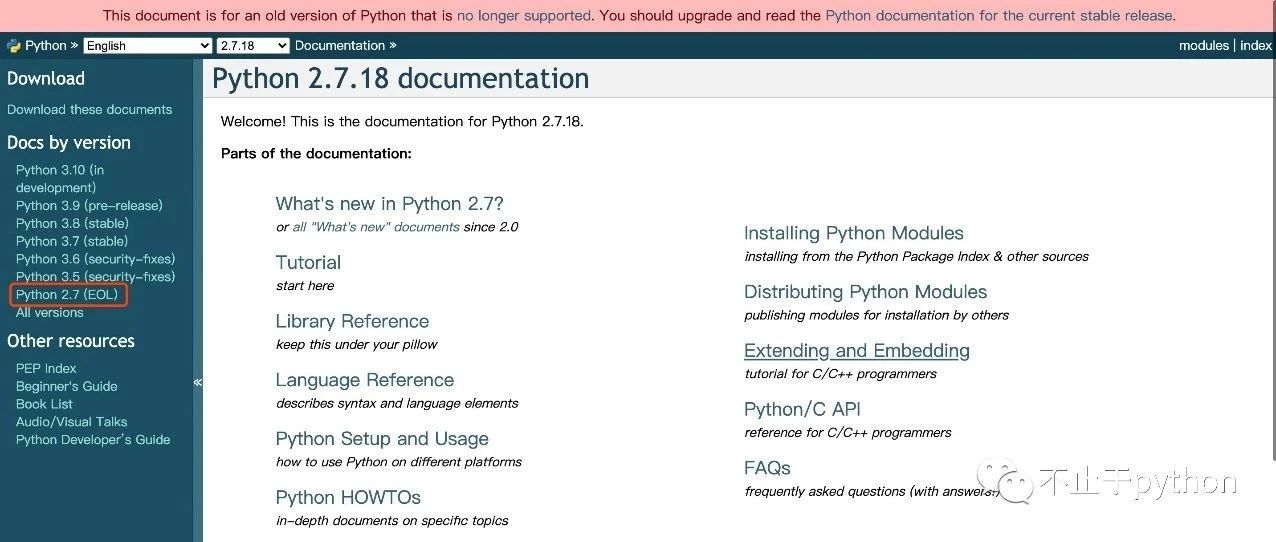 This document is for an old version of Python that is no longer supported. You should upgrade and read the Python documentation for the current stable release.
Python » English 2.7.18 Documentation » modules | index
Download
Download these documents
Docs by version
Python 3.10 (in
development)
Python 3.9 (pre-release)
Python 3.8 (stable)
Python 3.7 (stable)
Python 3.6 (security-fixes)
Python 3.5 (security-fixes)
Python 2.7 (EOL)
All versions
Other resources
PEP Index
Beginner's Guide
Book List
Audio/Visual Talks
Python Developer's Guide
«
Python 2.7.18 documentation
Welcome! This is the documentation for Python 2.7.18.
Parts of the documentation:
What's new in Python 2.7?
or all "What's new" documents since 2.0
Tutorial
start here
Library Reference
keep this under your pillow
Language Reference
describes syntax and language elements
Python Setup and Usage
how to use Python on different platforms
Python HOWTOs
in-depth documents on specific topics
Installing Python Modules
installing from the Python Package Index & other sources
Distributing Python Modules
publishing modules for installation by others
Extending and Embedding
tutorial for C/C++ programmers
Python/C API
reference for C/C++ programmers
FAQs
frequently asked questions (with answers!)
不止于python